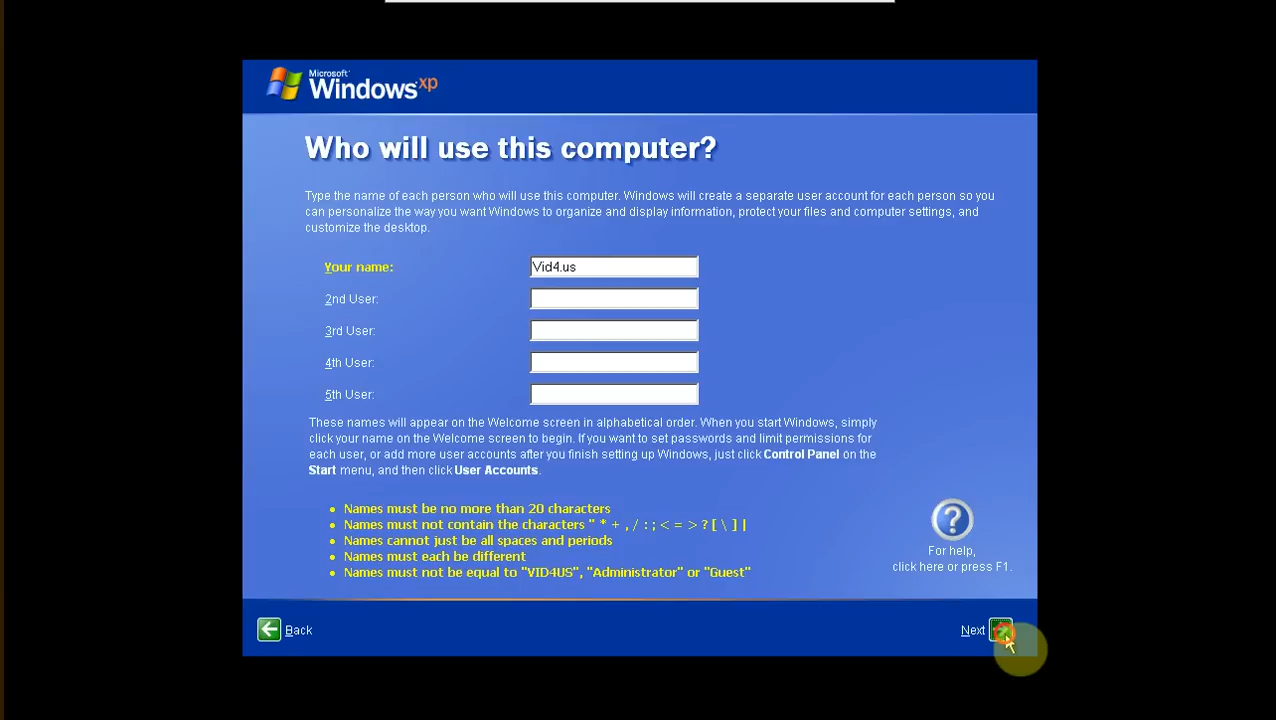 Microsoft
Windows xp
Who will use this computer?
Type the name of each person who will use this computer. Windows will create a separate user account for each person so you
can personalize the way you want Windows to organize and display information, protect your files and computer settings, and
customize the desktop.
Your name:
Vid4.us
2nd User:
3rd User:
4th User:
5th User:
These names will appear on the Welcome screen in alphabetical order. When you start Windows, simply
click your name on the Welcome screen to begin. If you want to set passwords and limit permissions for
each user, or add more user accounts after you finish setting up Windows, just click Control Panel on the
Start menu, and then click User Accounts.
• Names must be no more than 20 characters
• Names must not contain the characters " * + , / : ; < = > ? [ \ ] |
• Names cannot just be all spaces and periods
• Names must each be different
• Names must not be equal to "VID4US", "Administrator" or "Guest"
For help,
click here or press F1.
Back
Next